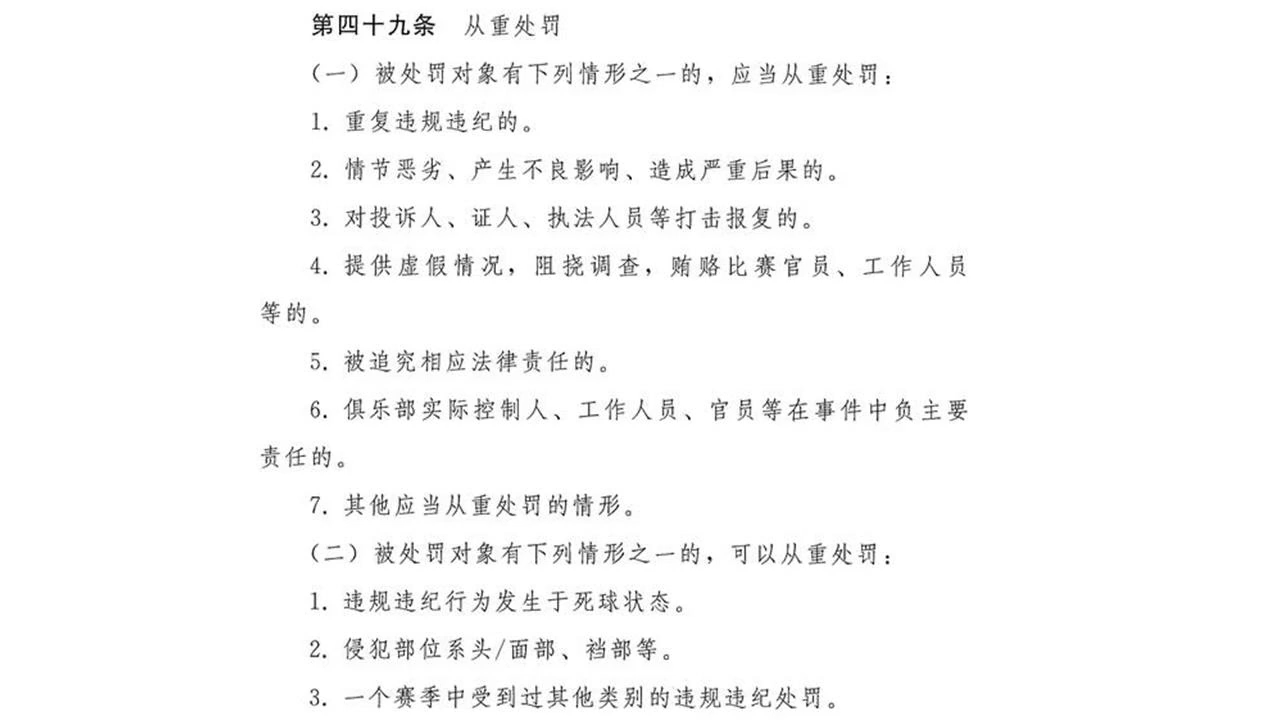 第四十九条 从重处罚
（一）被处罚对象有下列情形之一的，应当从重处罚：
1. 重复违规违纪的。
2. 情节恶劣、产生不良影响、造成严重后果的。
3. 对投诉人、证人、执法人员等打击报复的。
4. 提供虚假情况，阻挠调查，贿赂比赛官员、工作人员
等的。
5. 被追究相应法律责任的。
6. 俱乐部实际控制人、工作人员、官员等在事件中负主要
责任的。
7. 其他应当从重处罚的情形。
（二）被处罚对象有下列情形之一的，可以从重处罚：
1. 违规违纪行为发生于死球状态。
2. 侵犯部位系头/面部、裆部等。
3. 一个赛季中受到过其他类别的违规违纪处罚。